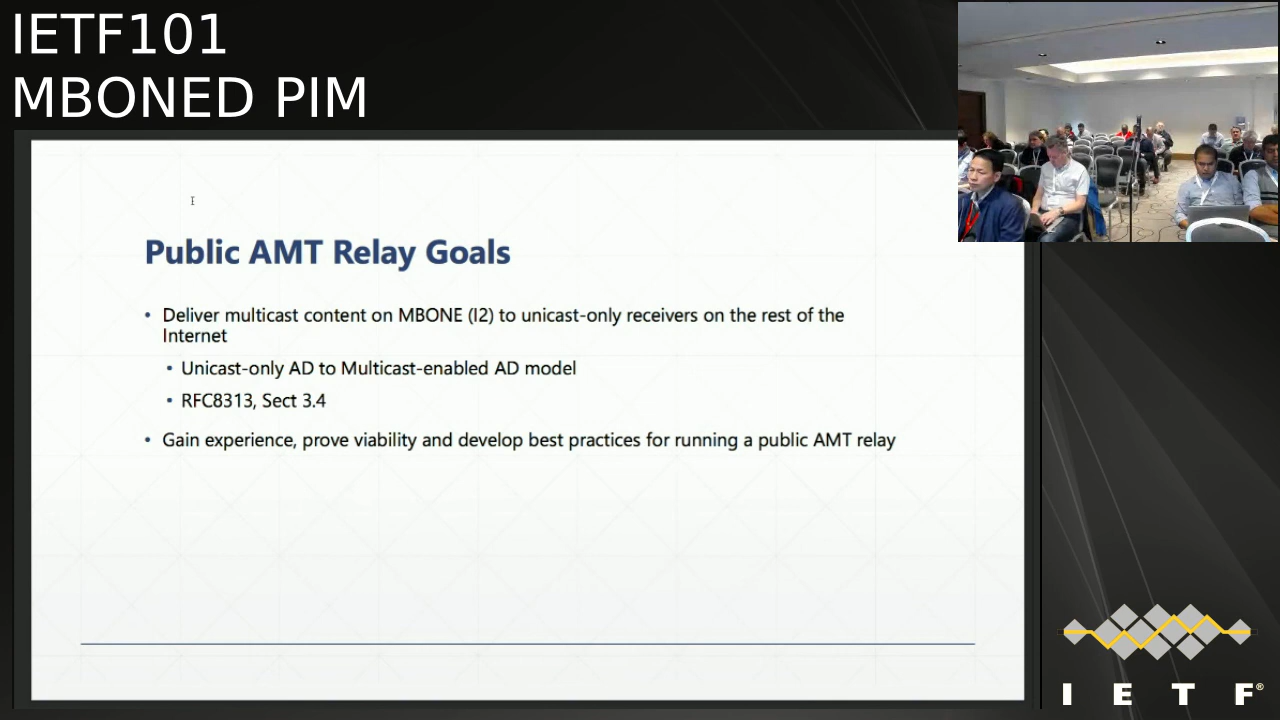 IETF101
MBONED PIM
Public AMT Relay Goals
• Deliver multicast content on MBONE (I2) to unicast-only receivers on the rest of the
Internet
• Unicast-only AD to Multicast-enabled AD model
• RFC8313, Sect 3.4
• Gain experience, prove viability and develop best practices for running a public AMT relay
I E T F®